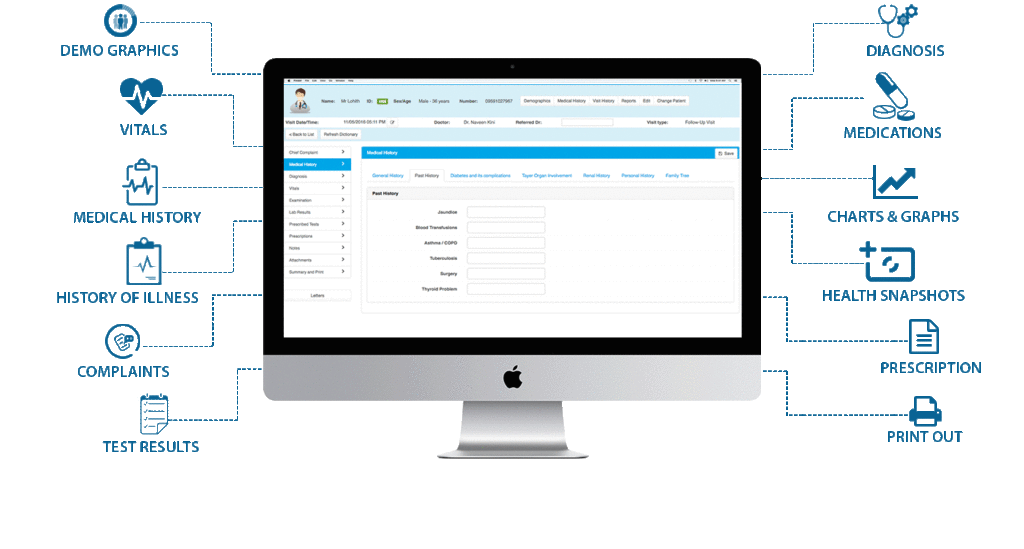 DEMO GRAPHICS
VITALS
MEDICAL HISTORY
HISTORY OF ILLNESS
COMPLAINTS
TEST RESULTS
Name: Mr Lohith ID: Sex/Age Male - 36 years Number: Demographics Medical History Visit History Reports Edit Change Patient
Visit Date/Time: 11/05/2018 05:11 PM Doctor: Dr. Naveen Kini Referred Dr: Visit type: Follow-Up Visit
« Back to List Refresh Dictionary
Chief Complaint
Medical History
Diagnosis
Vitals
Examination
Lab Results
Prescribed Tests
Prescriptions
Notes
Attachments
Summary and Print
Letters
Medical History Save
General History Past History Diabetes and its complications Organ Involvement Renal History Personal History Family Tree
Past History
Jaundice
Blood Transfusions
Asthma / COPD
Tuberculosis
Surgery
Thyroid Problem
DIAGNOSIS
MEDICATIONS
CHARTS & GRAPHS
HEALTH SNAPSHOTS
PRESCRIPTION
PRINT OUT